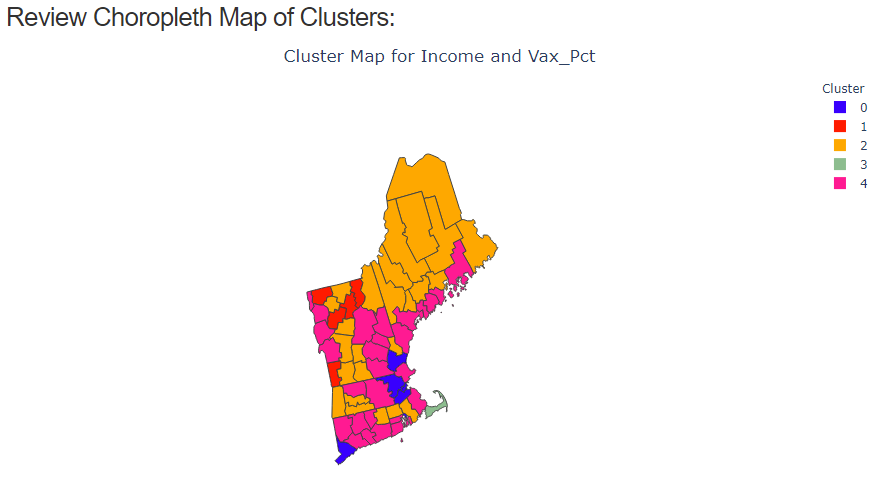 Review Choropleth Map of Clusters:
Cluster Map for Income and Vax_Pct
Cluster
0
1
2
3
4